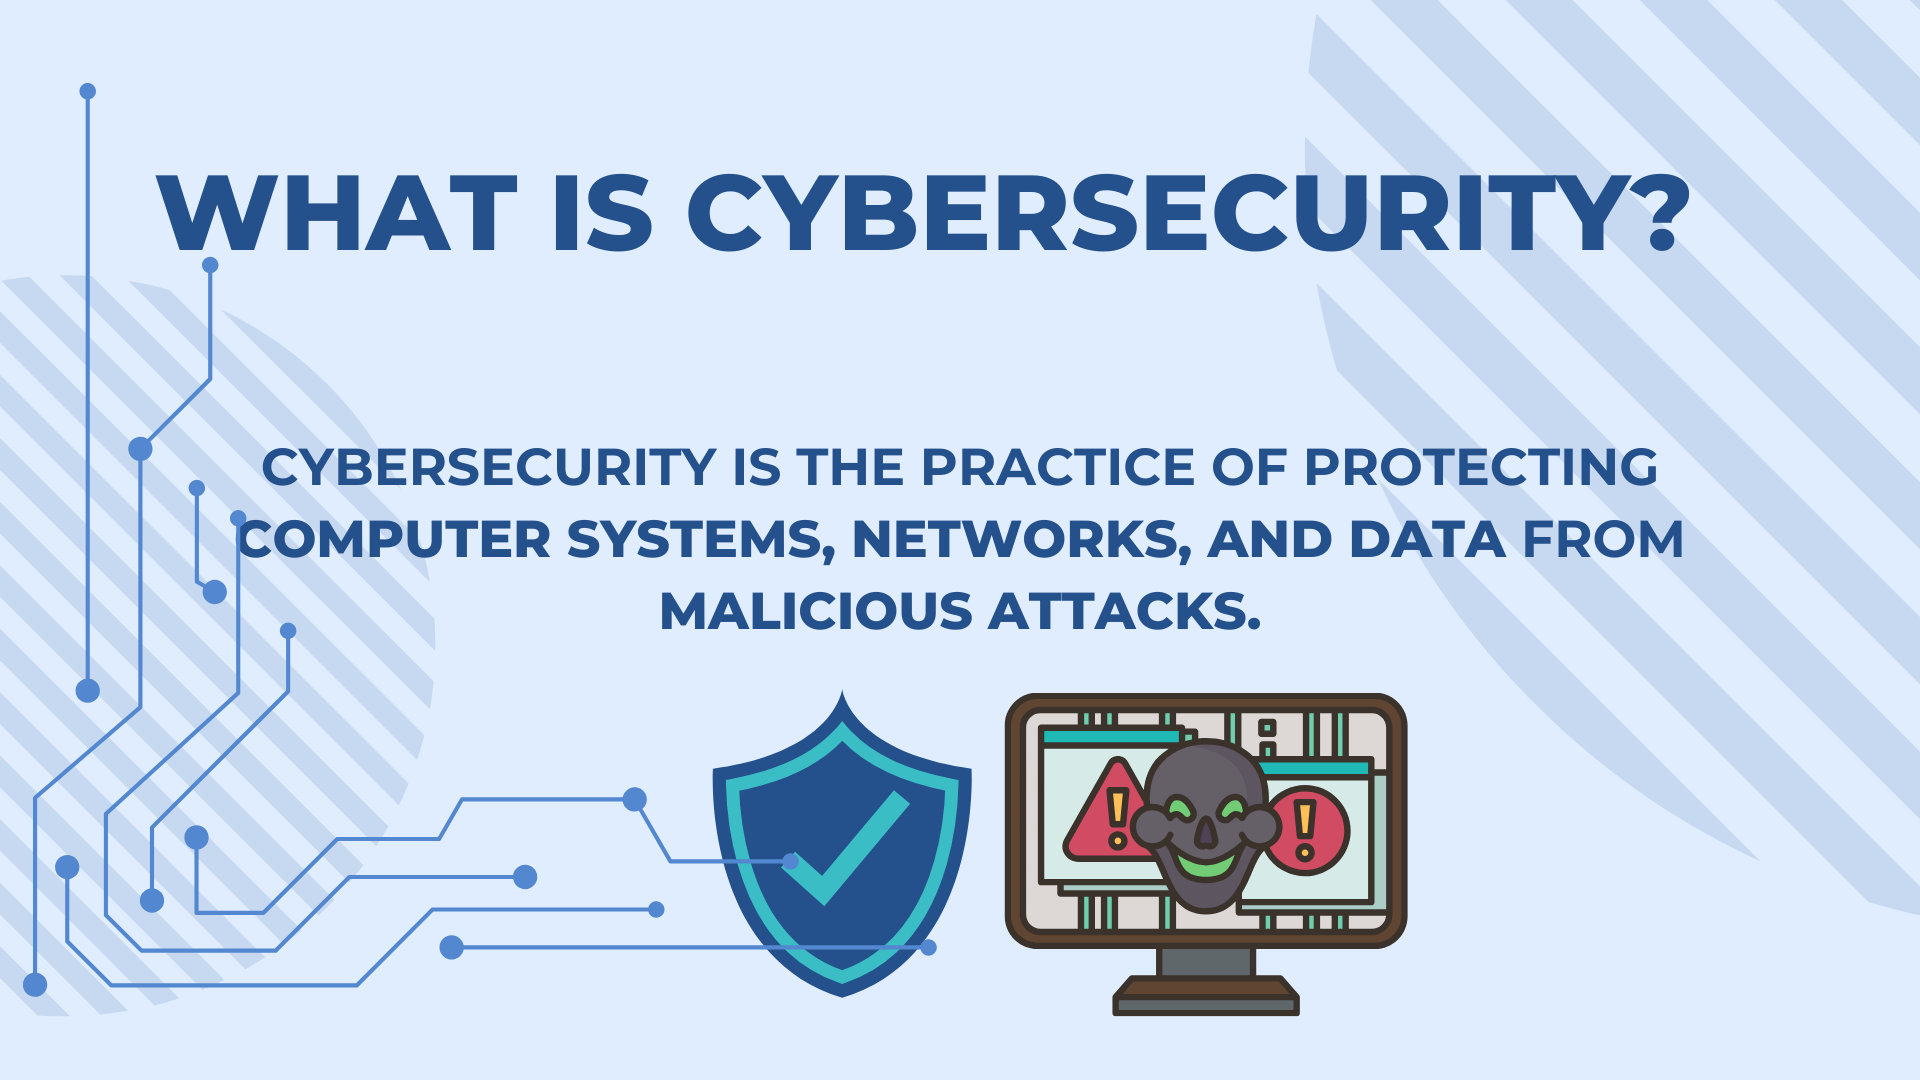 WHAT IS CYBERSECURITY?
CYBERSECURITY IS THE PRACTICE OF PROTECTING
COMPUTER SYSTEMS, NETWORKS, AND DATA FROM
MALICIOUS ATTACKS.